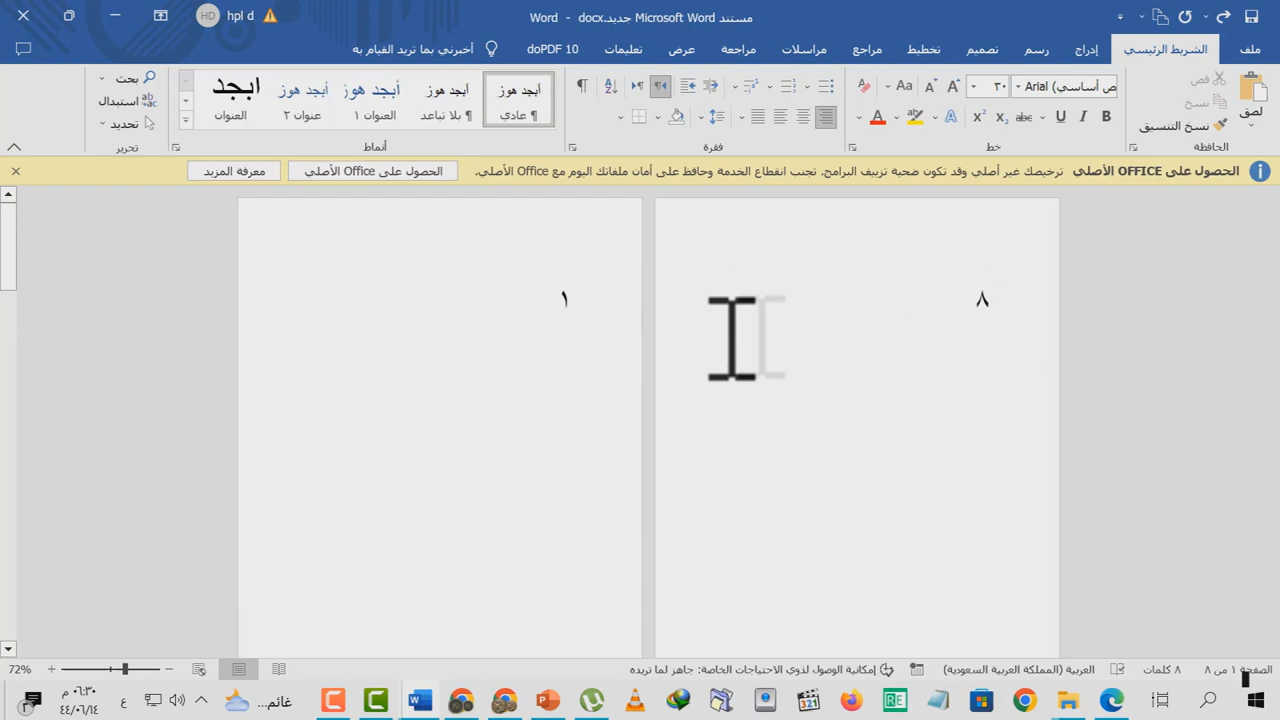 مستند Microsoft Word جديد.docx - Word
hpl d
HD
ملف
الشريط الرئيسي
إدراج
رسم
تصميم
تخطيط
مراجع
مراسلات
مراجعة
عرض
تعليمات
doPDF 10
أخبرني بما تريد القيام به
لصق
قص
نسخ
نسخ التنسيق
الحافظة
ص أساسي) Arial)
٣٠
خط
فقرة
أبجد هوز
¶ عادي
أبجد هوز
¶ بلا تباعد
أبجد هوز
العنوان ١
أبجد هوز
عنوان ٢
ابجد
العنوان
أنماط
بحث
استبدال
تحديد
تحرير
الحصول على OFFICE الأصلي
ترخيصك غير أصلي وقد تكون ضحية تزييف البرامج. تجنب انقطاع الخدمة وحافظ على أمان ملفاتك اليوم مع Office الأصلي.
الحصول على Office الأصلي
معرفة المزيد
٨
١
الصفحة ١ من ٨
٨ كلمات
العربية (المملكة العربية السعودية)
إمكانية الوصول لذوي الاحتياجات الخاصة: جاهز لما تريده
72%
غائم...
ع
٠٦:٣٠ م
٤٤/٠٦/١٤